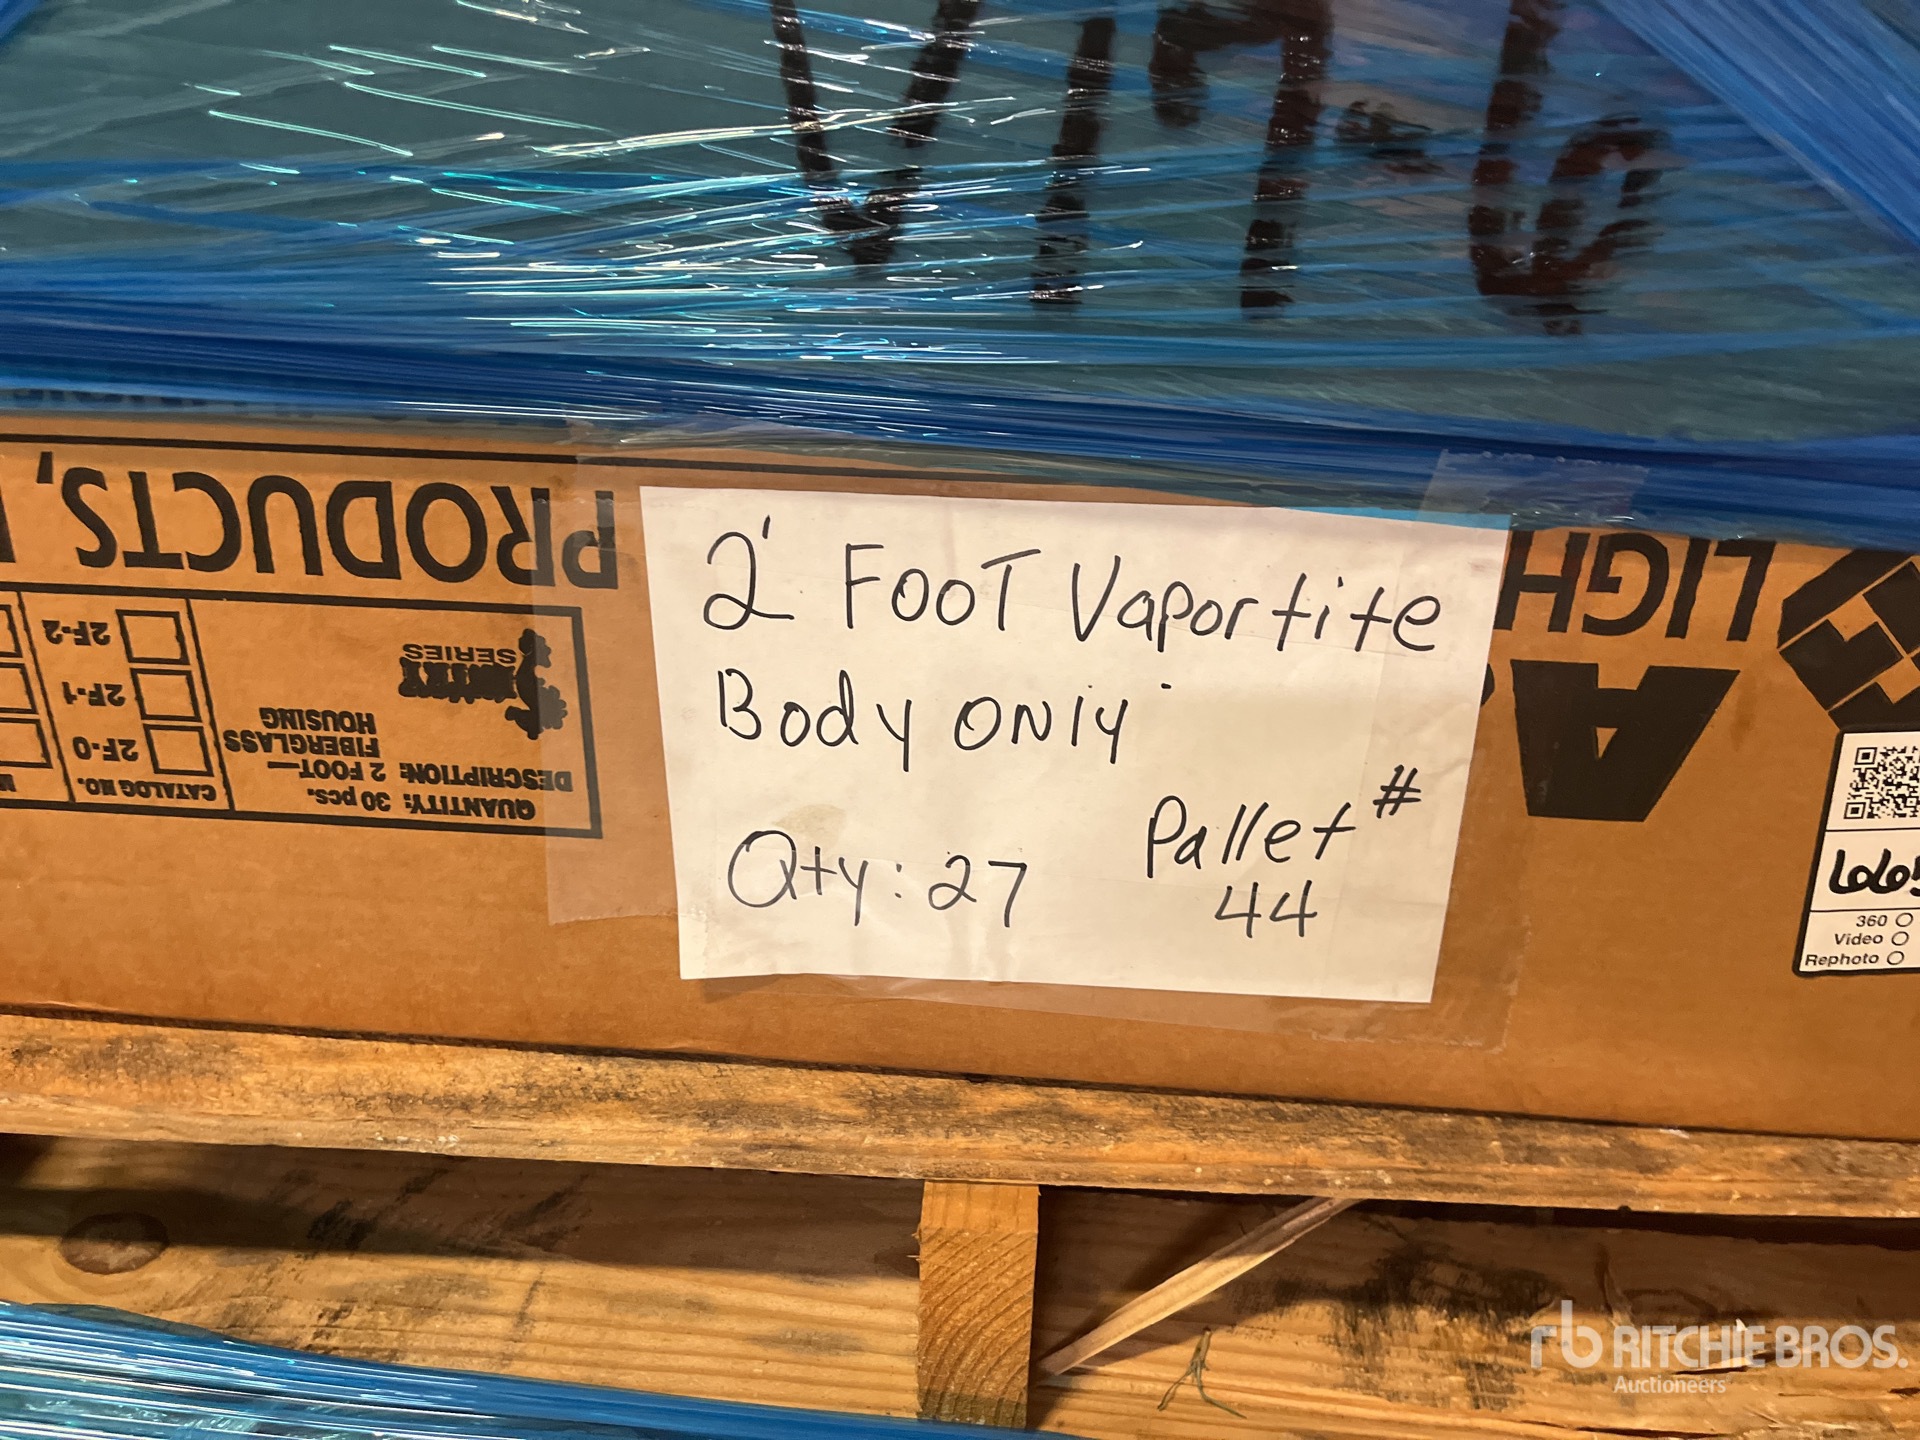 2' FOOT Vaportite
Body ONly
Qty: 27
Pallet #
44
PRODUCTS,
LIGH
A
2F-2
2F-1
2F-0
CATALOG NO.
SERIES
QUANTITY: 30 pcs.
DESCRIPTION: 2 FOOT—
FIBERGLASS
HOUSING
360
Video
Rephoto
rb RITCHIE BROS.
Auctioneers